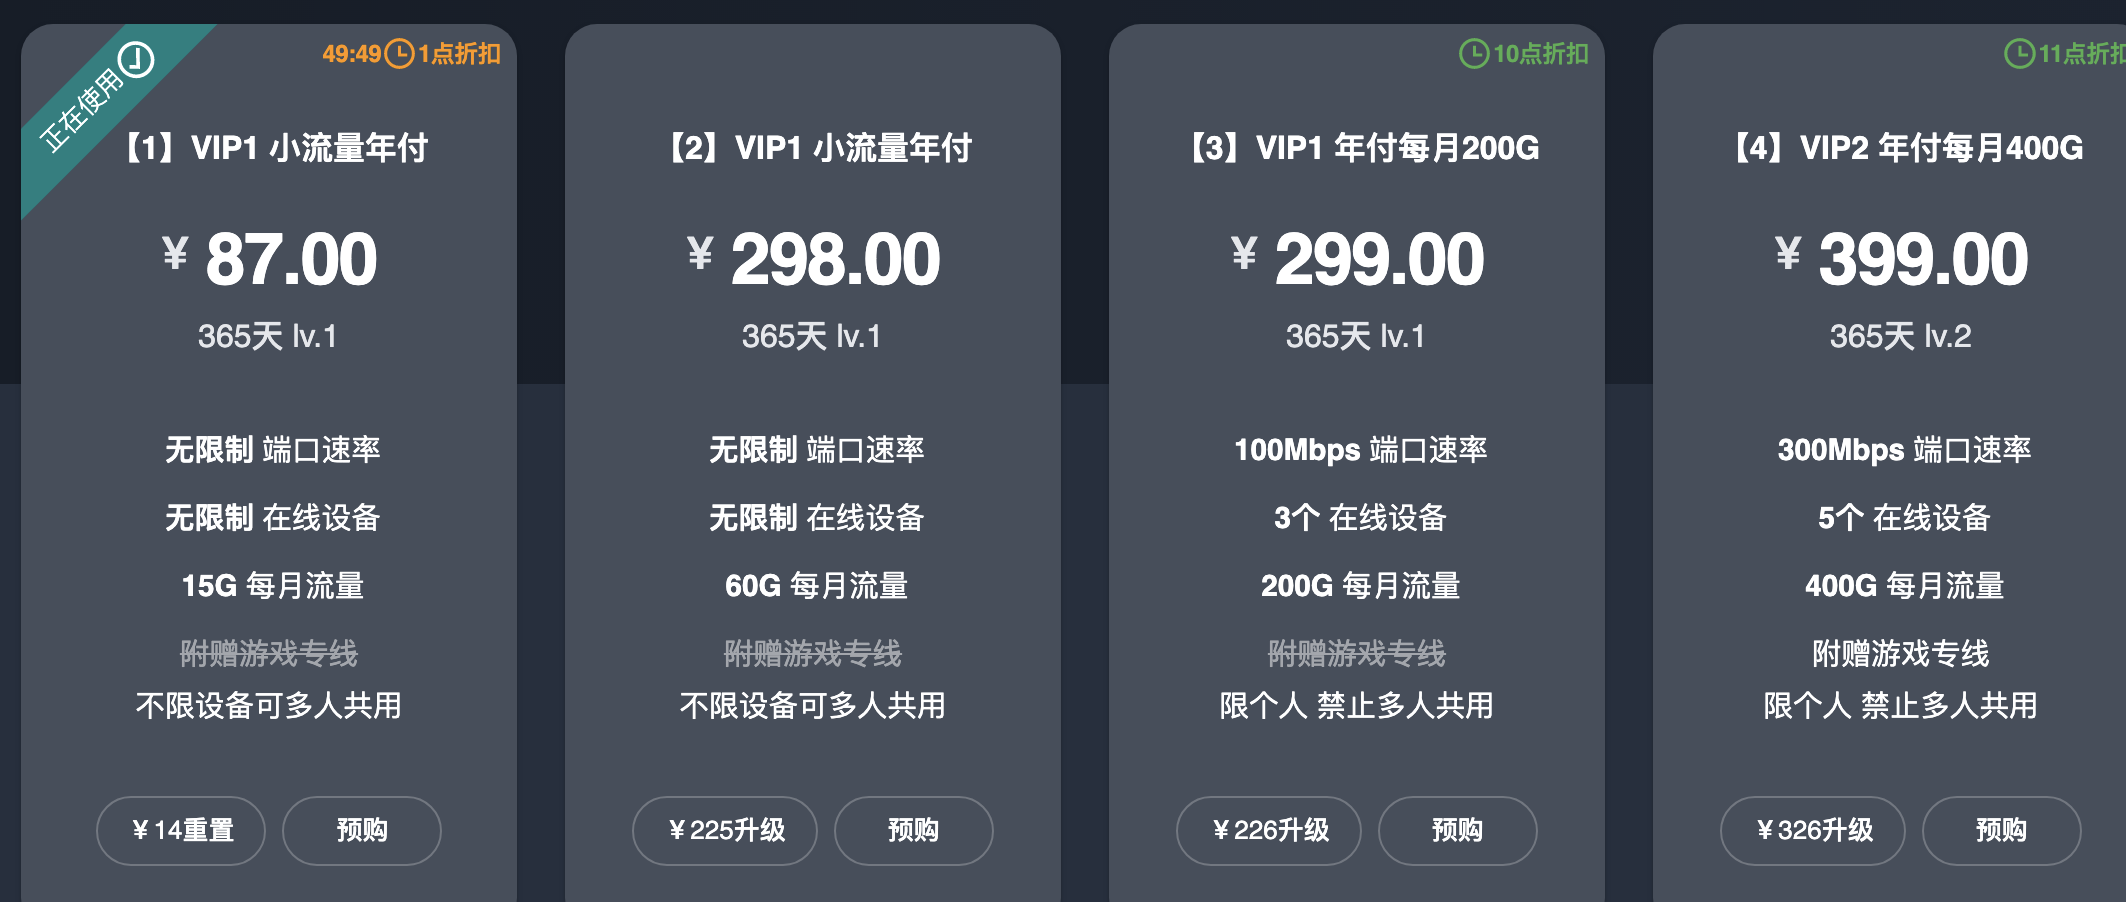 正在使用
49:49 1点折扣
【1】VIP1 小流量年付
¥ 87.00
365天 lv.1
无限制 端口速率
无限制 在线设备
15G 每月流量
附赠游戏专线
不限设备可多人共用
¥14重置
预购
【2】VIP1 小流量年付
¥ 298.00
365天 lv.1
无限制 端口速率
无限制 在线设备
60G 每月流量
附赠游戏专线
不限设备可多人共用
¥225升级
预购
10点折扣
【3】VIP1 年付每月200G
¥ 299.00
365天 lv.1
100Mbps 端口速率
3个 在线设备
200G 每月流量
附赠游戏专线
限个人 禁止多人共用
¥226升级
预购
11点折扣
【4】VIP2 年付每月400G
¥ 399.00
365天 lv.2
300Mbps 端口速率
5个 在线设备
400G 每月流量
附赠游戏专线
限个人 禁止多人共用
¥326升级
预购